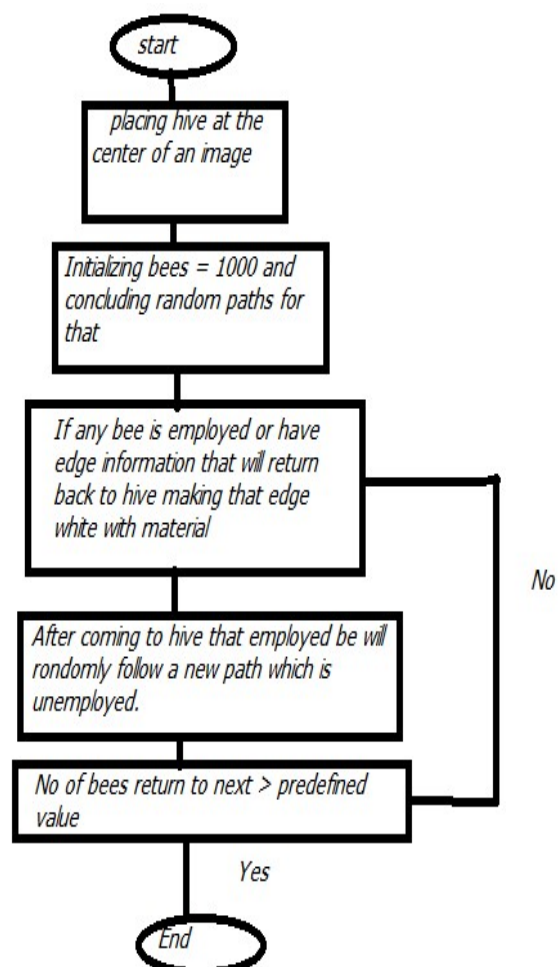 start
placing hive at the
center of an image
Initializing bees = 1000 and
concluding random paths for
that
If any bee is employed or have
edge information that will return
back to hive making that edge
white with material
No
After coming to hive that employed be will
rondomly follow a new path which is
unemployed.
No of bees return to next > predefined
value
Yes
End